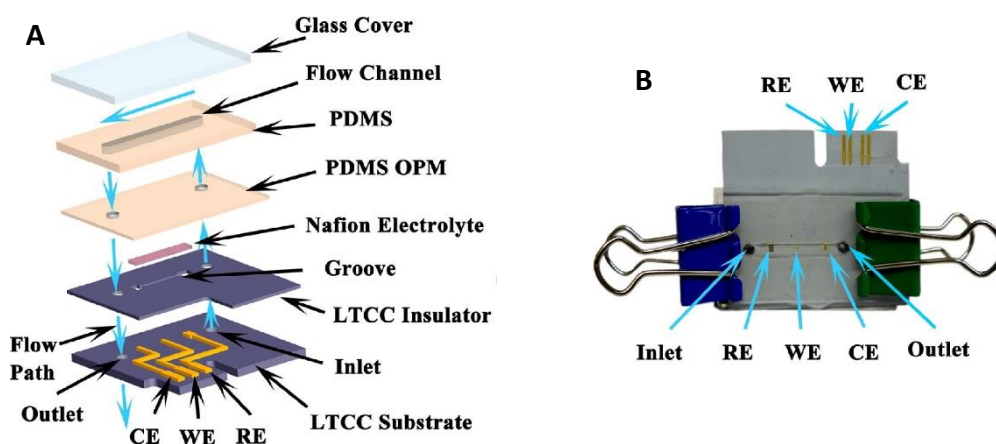 A
Glass Cover
Flow Channel
PDMS
PDMS OPM
Nafion Electrolyte
Groove
LTCC Insulator
Flow
Path
Inlet
Outlet
LTCC Substrate
CE WE RE
B
RE WE CE
Inlet RE WE CE Outlet